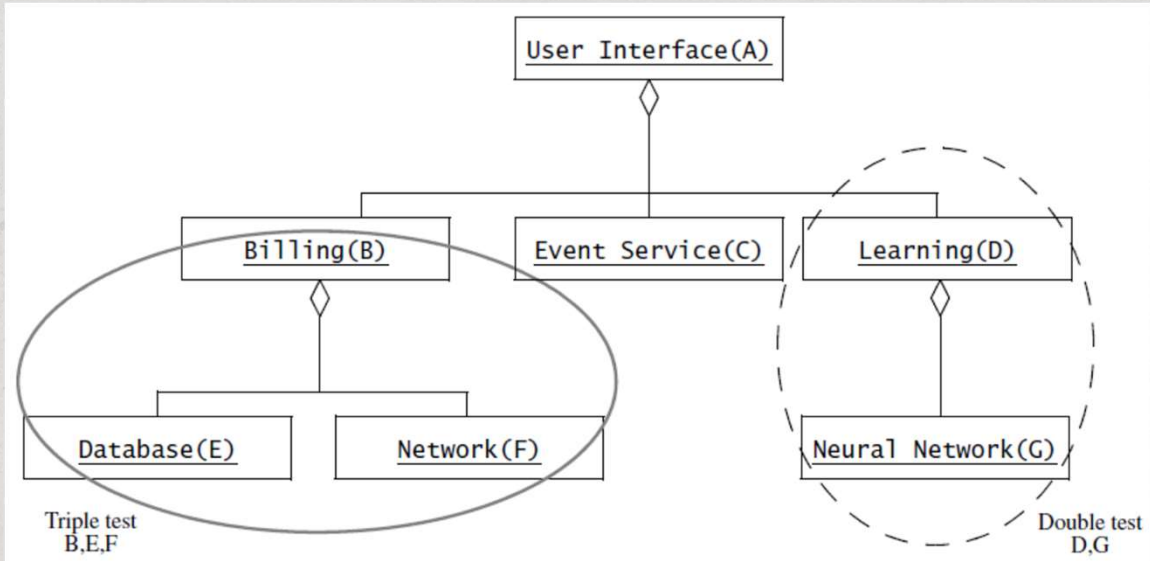 User Interface(A)
Billing(B)
Event Service(C)
Learning(D)
Database(E)
Network(F)
Neural Network(G)
Triple test
B,E,F
Double test
D,G